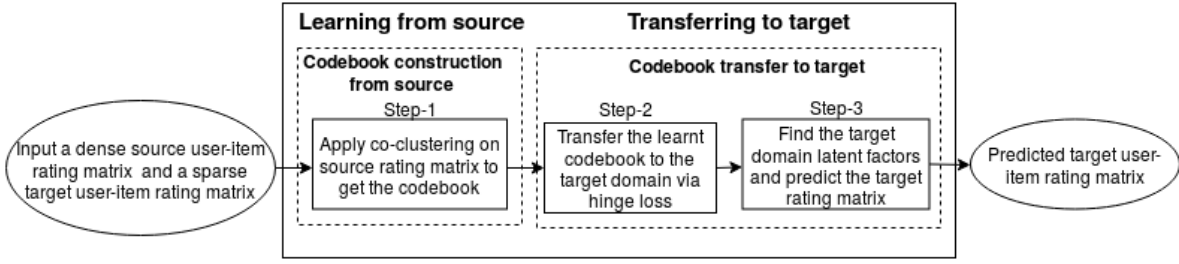 Learning from source
Transferring to target
Codebook construction
from source
Codebook transfer to target
Input a dense source user-item
rating matrix and a sparse
target user-item rating matrix
Step-1
Apply co-clustering on
source rating matrix to
get the codebook
Step-2
Transfer the learnt
codebook to the
target domain via
hinge loss
Step-3
Find the target
domain latent factors
and predict the target
rating matrix
Predicted target user-
item rating matrix